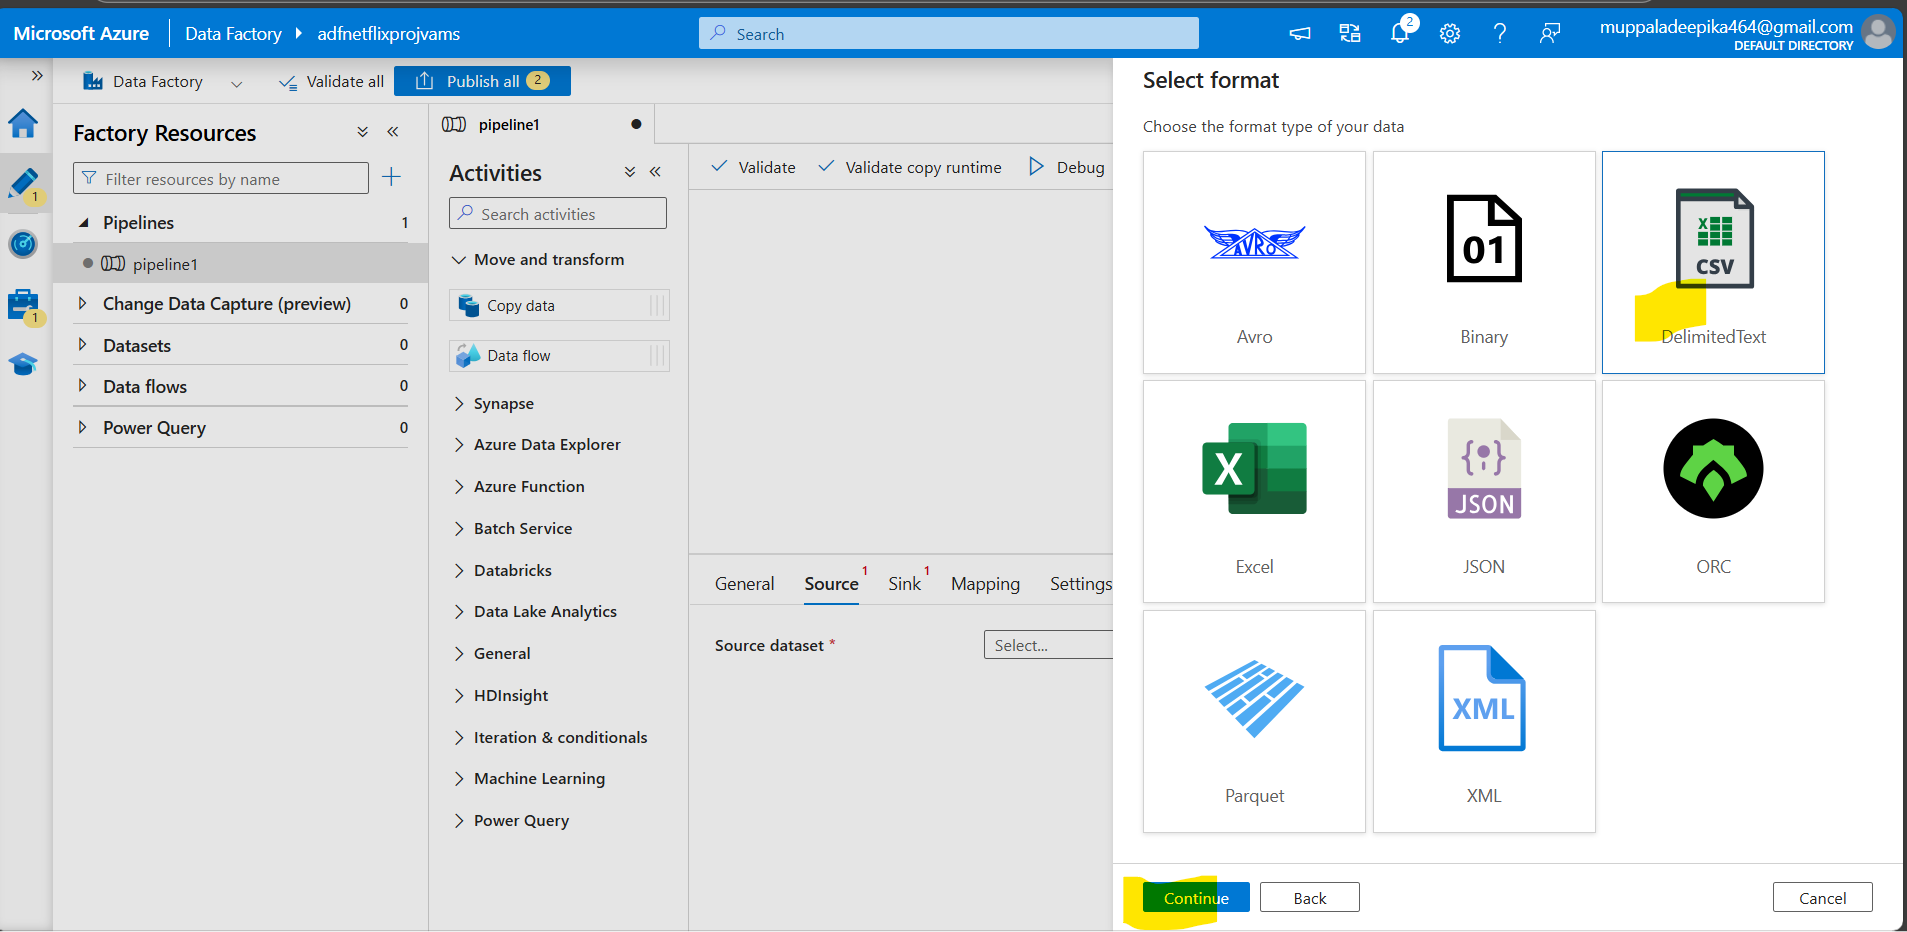 Microsoft Azure
Data Factory
adfnetflixprojvams
Search
2
muppaladeepika464@gmail.com
DEFAULT DIRECTORY
Data Factory
Validate all
Publish all 2
Factory Resources
Filter resources by name
Pipelines 1
pipeline1
Change Data Capture (preview) 0
Datasets 0
Data flows 0
Power Query 0
1
1
pipeline1
Activities
Search activities
Move and transform
Copy data
Data flow
Synapse
Azure Data Explorer
Azure Function
Batch Service
Databricks
Data Lake Analytics
General
HDInsight
Iteration & conditionals
Machine Learning
Power Query
Validate
Validate copy runtime
Debug
General
Source 1
Sink 1
Mapping
Settings
Source dataset *
Select...
Select format
Choose the format type of your data
AVRO
Avro
01
Binary
X
CSV
DelimitedText
X
Excel
JSON
JSON
ORC
Parquet
XML
XML
Continue
Back
Cancel